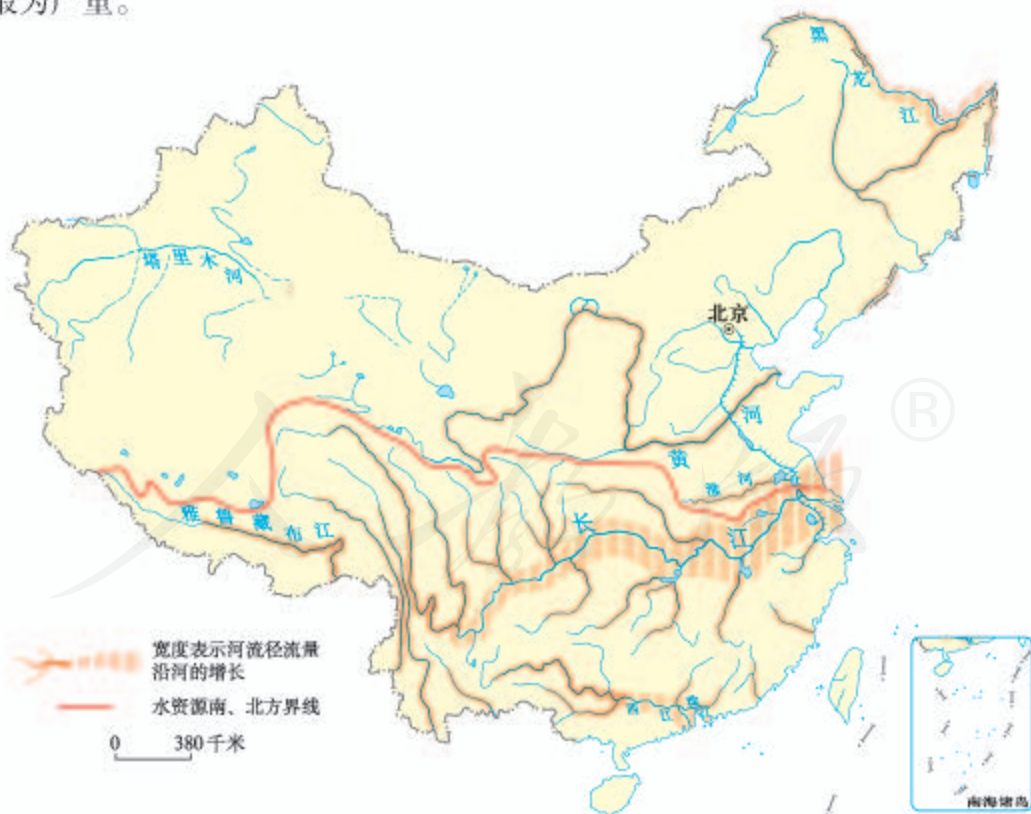 黑龙江
塔里木河
北京
黄河
淮河
雅鲁藏布江
长江
宽度表示河流径流量
沿河的增长
水资源南、北方界线
0 380千米
南海诸岛
®